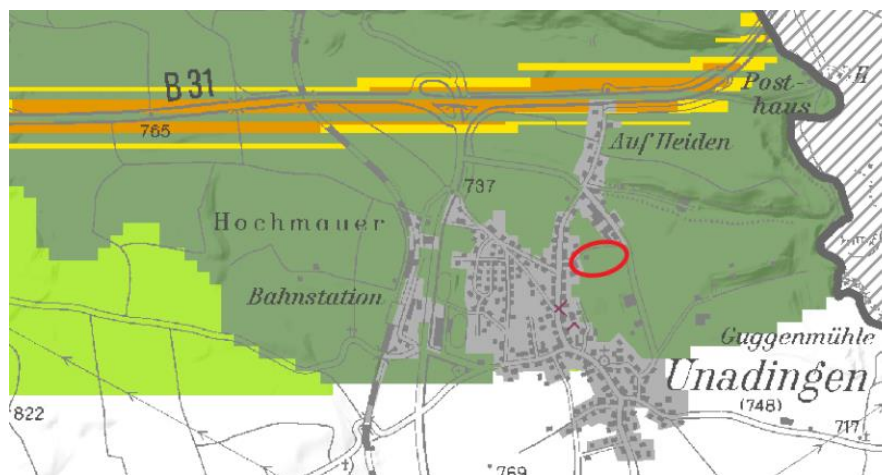 B 31
H
Post-
haus
765
Auf Heiden
737
Hochmauer
Bahnstation
Guggenmühle
Unadingen
(748)
822
717
769